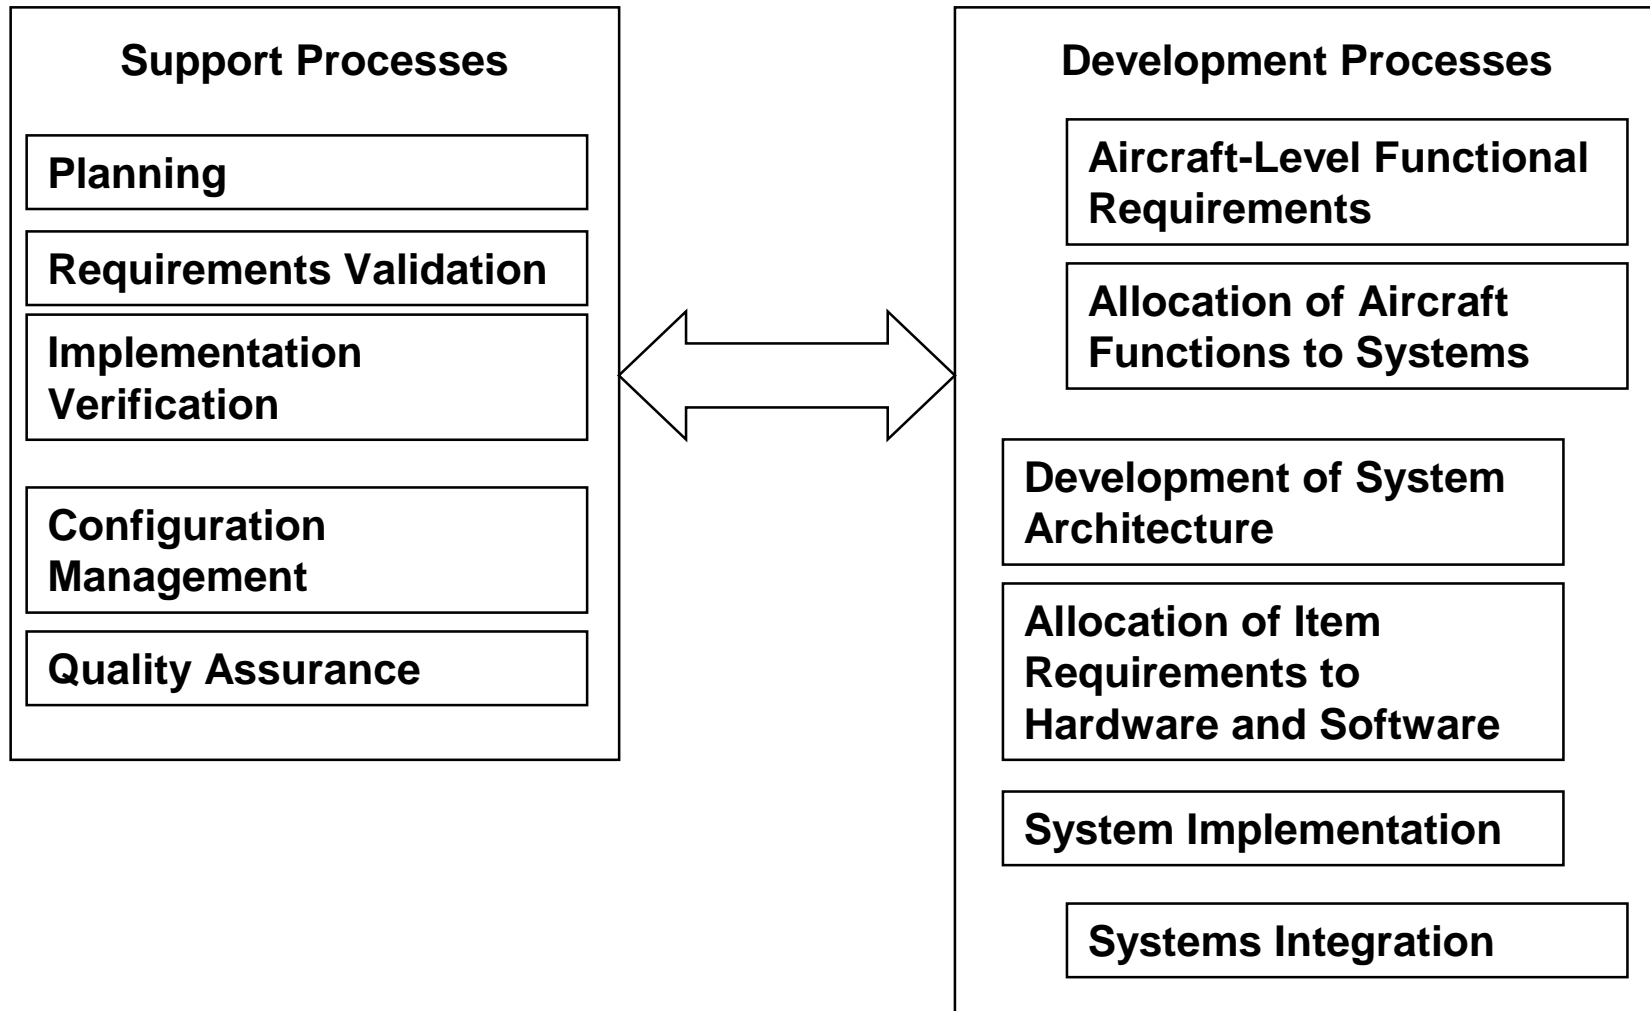 Support Processes
Planning
Requirements Validation
Implementation
Verification
Configuration
Management
Quality Assurance
Development Processes
Aircraft-Level Functional
Requirements
Allocation of Aircraft
Functions to Systems
Development of System
Architecture
Allocation of Item
Requirements to
Hardware and Software
System Implementation
Systems Integration